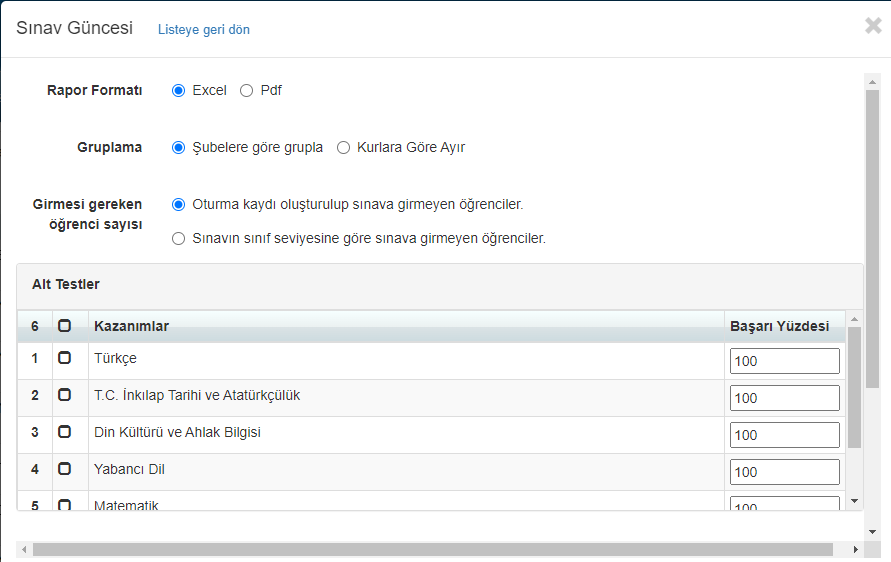 Sınav Güncesi Listeye geri dön
Rapor Formatı Excel Pdf
Gruplama Şubelere göre grupla Kurlara Göre Ayır
Girmesi gereken öğrenci sayısı Oturma kaydı oluşturulup sınava girmeyen öğrenciler.
Sınavın sınıf seviyesine göre sınava girmeyen öğrenciler.
Alt Testler
6 Kazanımlar Başarı Yüzdesi
1 Türkçe 100
2 T.C. İnkılap Tarihi ve Atatürkçülük 100
3 Din Kültürü ve Ahlak Bilgisi 100
4 Yabancı Dil 100
5 Matematik 100